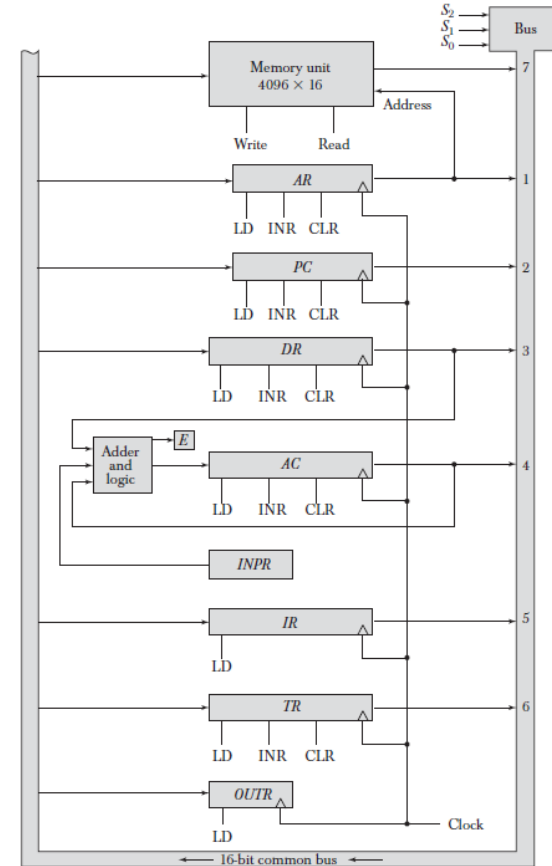 S2
S1
S0
Bus
Memory unit
4096 × 16
7
Address
Write Read
AR
1
LD INR CLR
PC
2
LD INR CLR
DR
3
LD INR CLR
E
Adder
and
logic
AC
4
LD INR CLR
INPR
IR
5
LD
TR
6
LD INR CLR
OUTR
Clock
LD
16-bit common bus